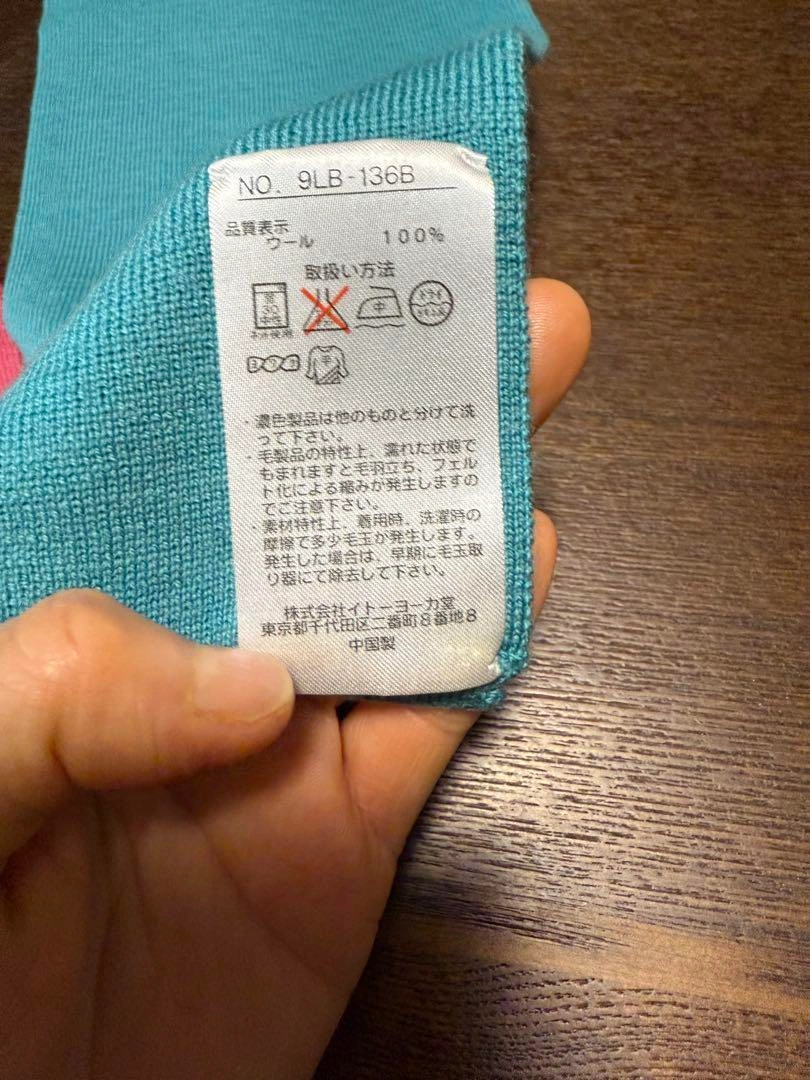 NO. 9LB-136B
品質表示
ウール 100%
取扱い方法
中
ドライ
・濃色製品は他のものと分けて洗
って下さい。
・毛製品の特性上、濡れた状態で
もまれますと毛羽立ち、フェル
ト化による縮みが発生しますの
でご注意下さい。
・素材特性上、着用時、洗濯時の
摩擦で多少毛玉が発生します。
発生した場合は、早期に毛玉取
り器にて除去して下さい。
株式会社イトーヨーカ堂
東京都千代田区二番町8番地8
中国製